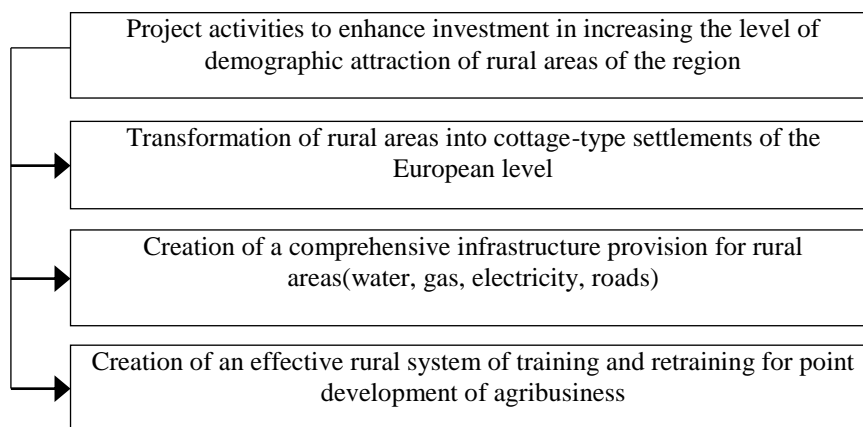 Project activities to enhance investment in increasing the level of
demographic attraction of rural areas of the region
Transformation of rural areas into cottage-type settlements of the
European level
Creation of a comprehensive infrastructure provision for rural
areas(water, gas, electricity, roads)
Creation of an effective rural system of training and retraining for point
development of agribusiness